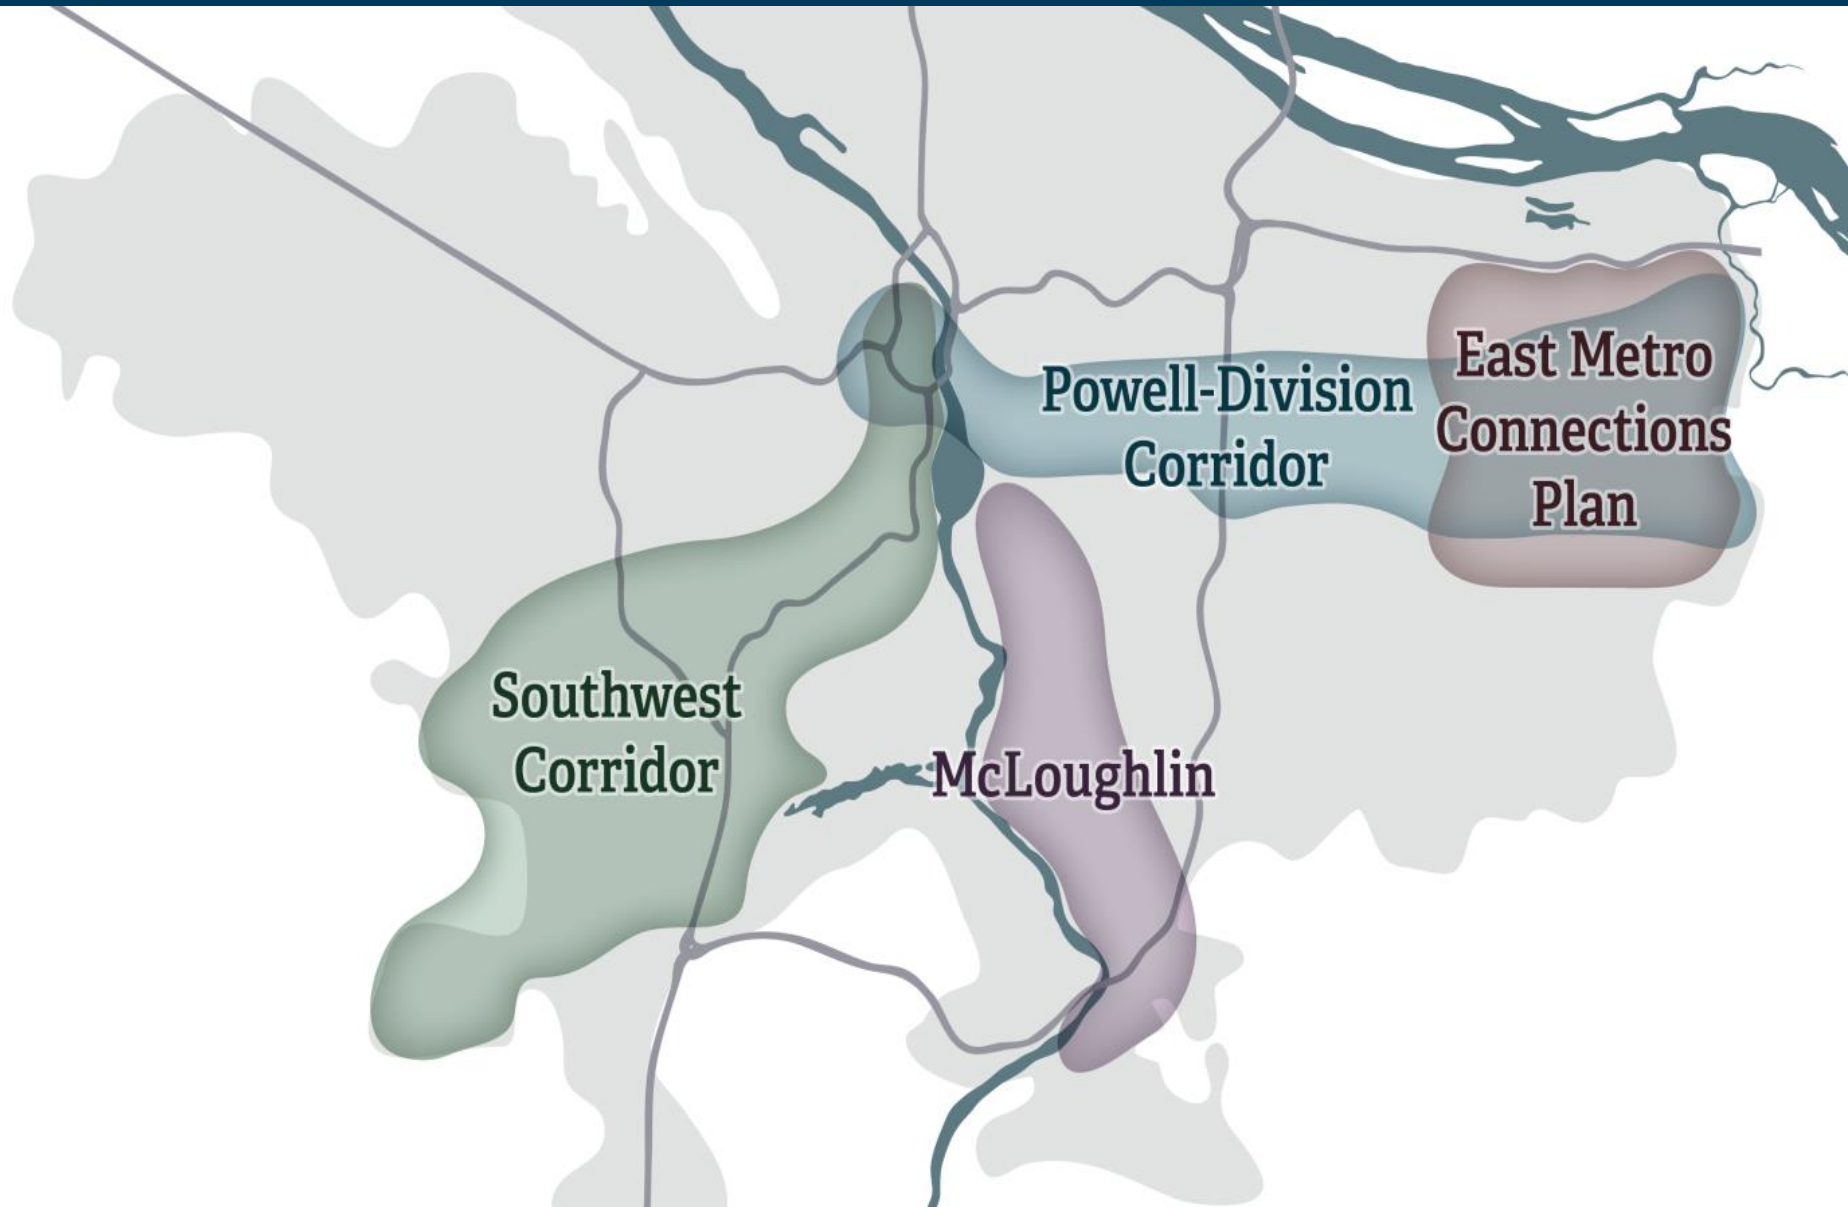 Powell-Division
Corridor
East Metro
Connections
Plan
Southwest
Corridor
McLoughlin